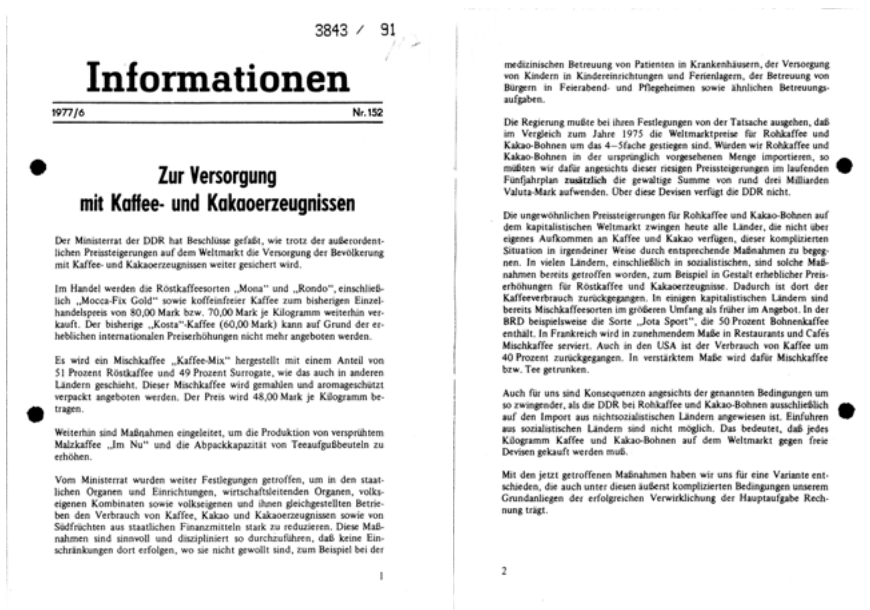 3843 / 91
Informationen
1977/6 Nr. 152
Zur Versorgung
mit Kaffee- und Kakaoerzeugnissen
Der Ministerrat der DDR hat Beschlüsse gefaßt, wie trotz der außerordent-
lichen Preissteigerungen auf dem Weltmarkt die Versorgung der Bevölkerung
mit Kaffee- und Kakaoerzeugnissen weiter gesichert wird.
Im Handel werden die Röstkaffeesorten „Mona" und „Rondo", einschließ-
lich „Mocca-Fix Gold" sowie koffeinfreier Kaffee zum bisherigen Einzel-
handelspreis von 80,00 Mark bzw. 70,00 Mark je Kilogramm weiterhin ver-
kauft. Der bisherige „Kosta"-Kaffee (60,00 Mark) kann auf Grund der er-
heblichen internationalen Preiserhöhungen nicht mehr angeboten werden.
Es wird ein Mischkaffee „Kaffee-Mix" hergestellt mit einem Anteil von
51 Prozent Röstkaffee und 49 Prozent Surrogate, wie das auch in anderen
Ländern geschieht. Dieser Mischkaffee wird gemahlen und aromageschützt
verpackt angeboten werden. Der Preis wird 48,00 Mark je Kilogramm be-
tragen.
Weiterhin sind Maßnahmen eingeleitet, um die Produktion von versprühtem
Malzkaffee „Im Nu" und die Abpackkapazität von Teeaufgußbeuteln zu
erhöhen.
Vom Ministerrat wurden weiter Festlegungen getroffen, um in den staat-
lichen Organen und Einrichtungen, wirtschaftsleitenden Organen, volks-
eigenen Kombinaten sowie volkseigenen und ihnen gleichgestellten Betrie-
ben den Verbrauch von Kaffee, Kakao und Kakaoerzeugnissen sowie von
Südfrüchten aus staatlichen Finanzmitteln stark zu reduzieren. Diese Maß-
nahmen sind sinnvoll und diszipliniert so durchzuführen, daß keine Ein-
schränkungen dort erfolgen, wo sie nicht gewollt sind, zum Beispiel bei der
1
medizinischen Betreuung von Patienten in Krankenhäusern, der Versorgung
von Kindern in Kindereinrichtungen und Ferienlagern, der Betreuung von
Bürgern in Feierabend- und Pflegeheimen sowie ähnlichen Betreuungs-
aufgaben.
Die Regierung mußte bei ihren Festlegungen von der Tatsache ausgehen, daß
im Vergleich zum Jahre 1975 die Weltmarktpreise für Rohkaffee und
Kakao-Bohnen um das 4—5fache gestiegen sind. Würden wir Rohkaffee und
Kakao-Bohnen in der ursprünglich vorgesehenen Menge importieren, so
müßten wir dafür angesichts dieser riesigen Preissteigerungen im laufenden
Fünfjahrplan zusätzlich die gewaltige Summe von rund drei Milliarden
Valuta-Mark aufwenden. Über diese Devisen verfügt die DDR nicht.
Die ungewöhnlichen Preissteigerungen für Rohkaffee und Kakao-Bohnen auf
dem kapitalistischen Weltmarkt zwingen heute alle Länder, die nicht über
eigenes Aufkommen an Kaffee und Kakao verfügen, dieser komplizierten
Situation in irgendeiner Weise durch entsprechende Maßnahmen zu begeg-
nen. In vielen Ländern, einschließlich in sozialistischen, sind solche Maß-
nahmen bereits getroffen worden, zum Beispiel in Gestalt erheblicher Preis-
erhöhungen für Röstkaffee und Kakaoerzeugnisse. Dadurch ist dort der
Kaffeeverbrauch zurückgegangen. In einigen kapitalistischen Ländern sind
bereits Mischkaffeesorten im größeren Umfang als früher im Angebot. In der
BRD beispielsweise die Sorte „Jota Sport", die 50 Prozent Bohnenkaffee
enthält. In Frankreich wird in zunehmendem Maße in Restaurants und Cafés
Mischkaffee serviert. Auch in den USA ist der Verbrauch von Kaffee um
40 Prozent zurückgegangen. In verstärktem Maße wird dafür Mischkaffee
bzw. Tee getrunken.
Auch für uns sind Konsequenzen angesichts der genannten Bedingungen um
so zwingender, als die DDR bei Rohkaffee und Kakao-Bohnen ausschließlich
auf den Import aus nichtsozialistischen Ländern angewiesen ist. Einfuhren
aus sozialistischen Ländern sind nicht möglich. Das bedeutet, daß jedes
Kilogramm Kaffee und Kakao-Bohnen auf dem Weltmarkt gegen freie
Devisen gekauft werden muß.
Mit den jetzt getroffenen Maßnahmen haben wir uns für eine Variante ent-
schieden, die auch unter diesen äußerst komplizierten Bedingungen unserem
Grundanliegen der erfolgreichen Verwirklichung der Hauptaufgabe Rech-
nung trägt.
2